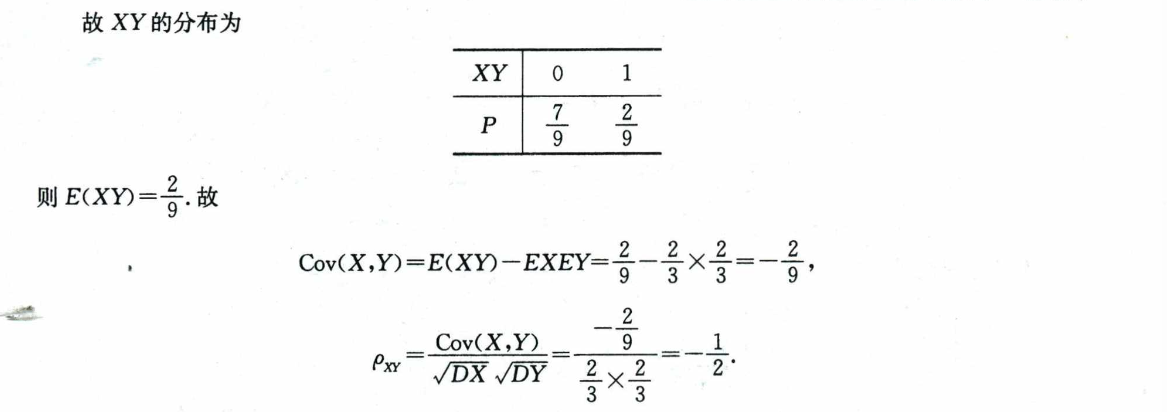 故 XY 的分布为
XY 0 1
P 7/9 2/9
则 E(XY)=2/9.故
Cov(X,Y)=E(XY)−EXEY=2/9−2/3×2/3=−2/9,
ρ_XY=Cov(X,Y)/(√DX √DY)=(−2/9)/(2/3×2/3)=−1/2.